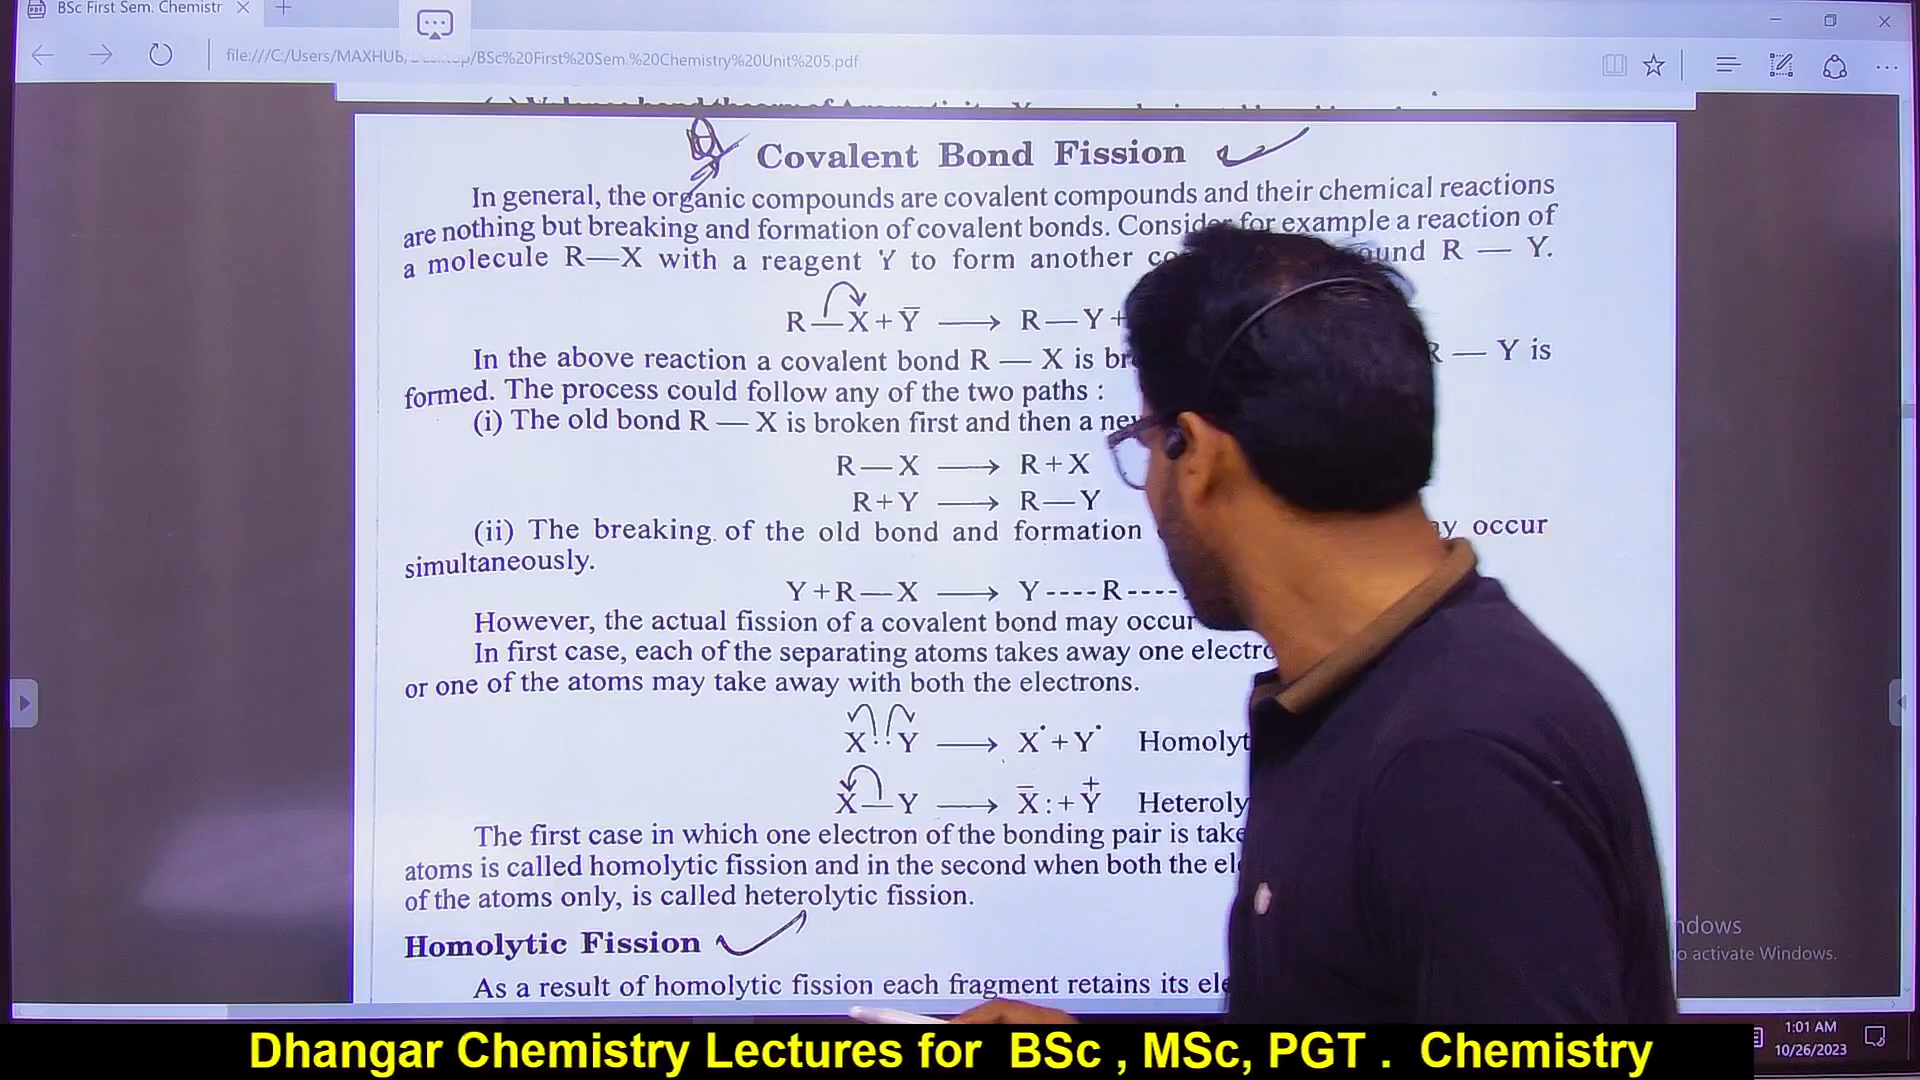 BSc First Sem. Chemistr
file:///C:/Users/MAXHUB/ /BSc%20First%20Sem.%20Chemistry%20Unit%205.pdf
Q
Covalent Bond Fission
In general, the organic compounds are covalent compounds and their chemical reactions
are nothing but breaking and formation of covalent bonds. Consider for example a reaction of
a molecule R—X with a reagent Y to form another R — Y.
R—X + Y̅ ⟶ R—Y +
In the above reaction a covalent bond R — X is R — Y is
formed. The process could follow any of the two paths :
(i) The old bond R — X is broken first and then a
R—X ⟶ R+X
R+Y ⟶ R—Y
(ii) The breaking of the old bond and formation occur
simultaneously.
Y+R—X ⟶ Y----R----
However, the actual fission of a covalent bond may occur
In first case, each of the separating atoms takes away one
or one of the atoms may take away with both the electrons.
X··Y ⟶ X˙+Y˙ Homolyt
X—Y ⟶ X̅:+Y⁺ Heteroly
The first case in which one electron of the bonding pair is
atoms is called homolytic fission and in the second when both the
of the atoms only, is called heterolytic fission.
Homolytic Fission
As a result of homolytic fission each fragment retains its
ndows
o activate Windows.
1:01 AM
10/26/2023
Dhangar Chemistry Lectures for BSc , MSc, PGT . Chemistry